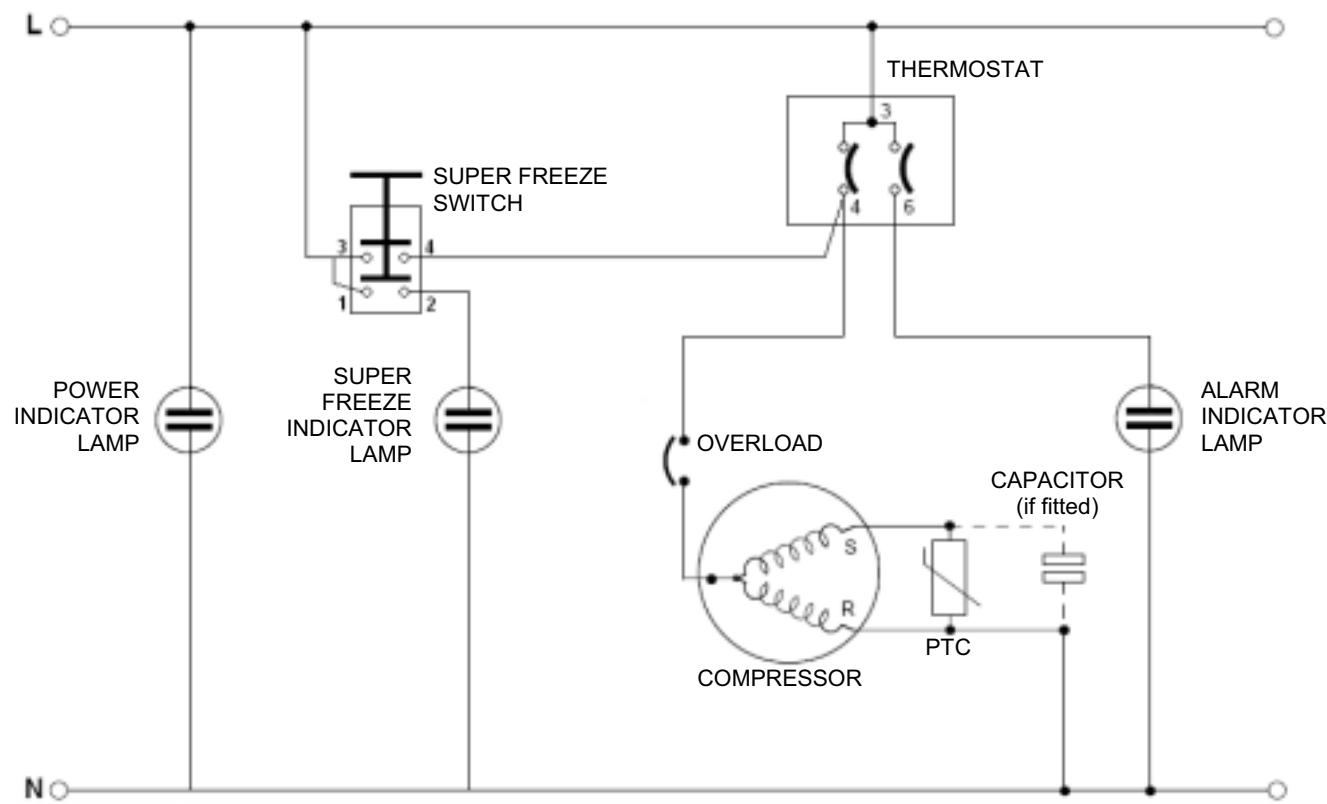 L
THERMOSTAT
3
SUPER FREEZE
SWITCH
4
6
3
4
1
2
POWER
INDICATOR
LAMP
SUPER
FREEZE
INDICATOR
LAMP
ALARM
INDICATOR
LAMP
OVERLOAD
CAPACITOR
(if fitted)
S
R
PTC
COMPRESSOR
N